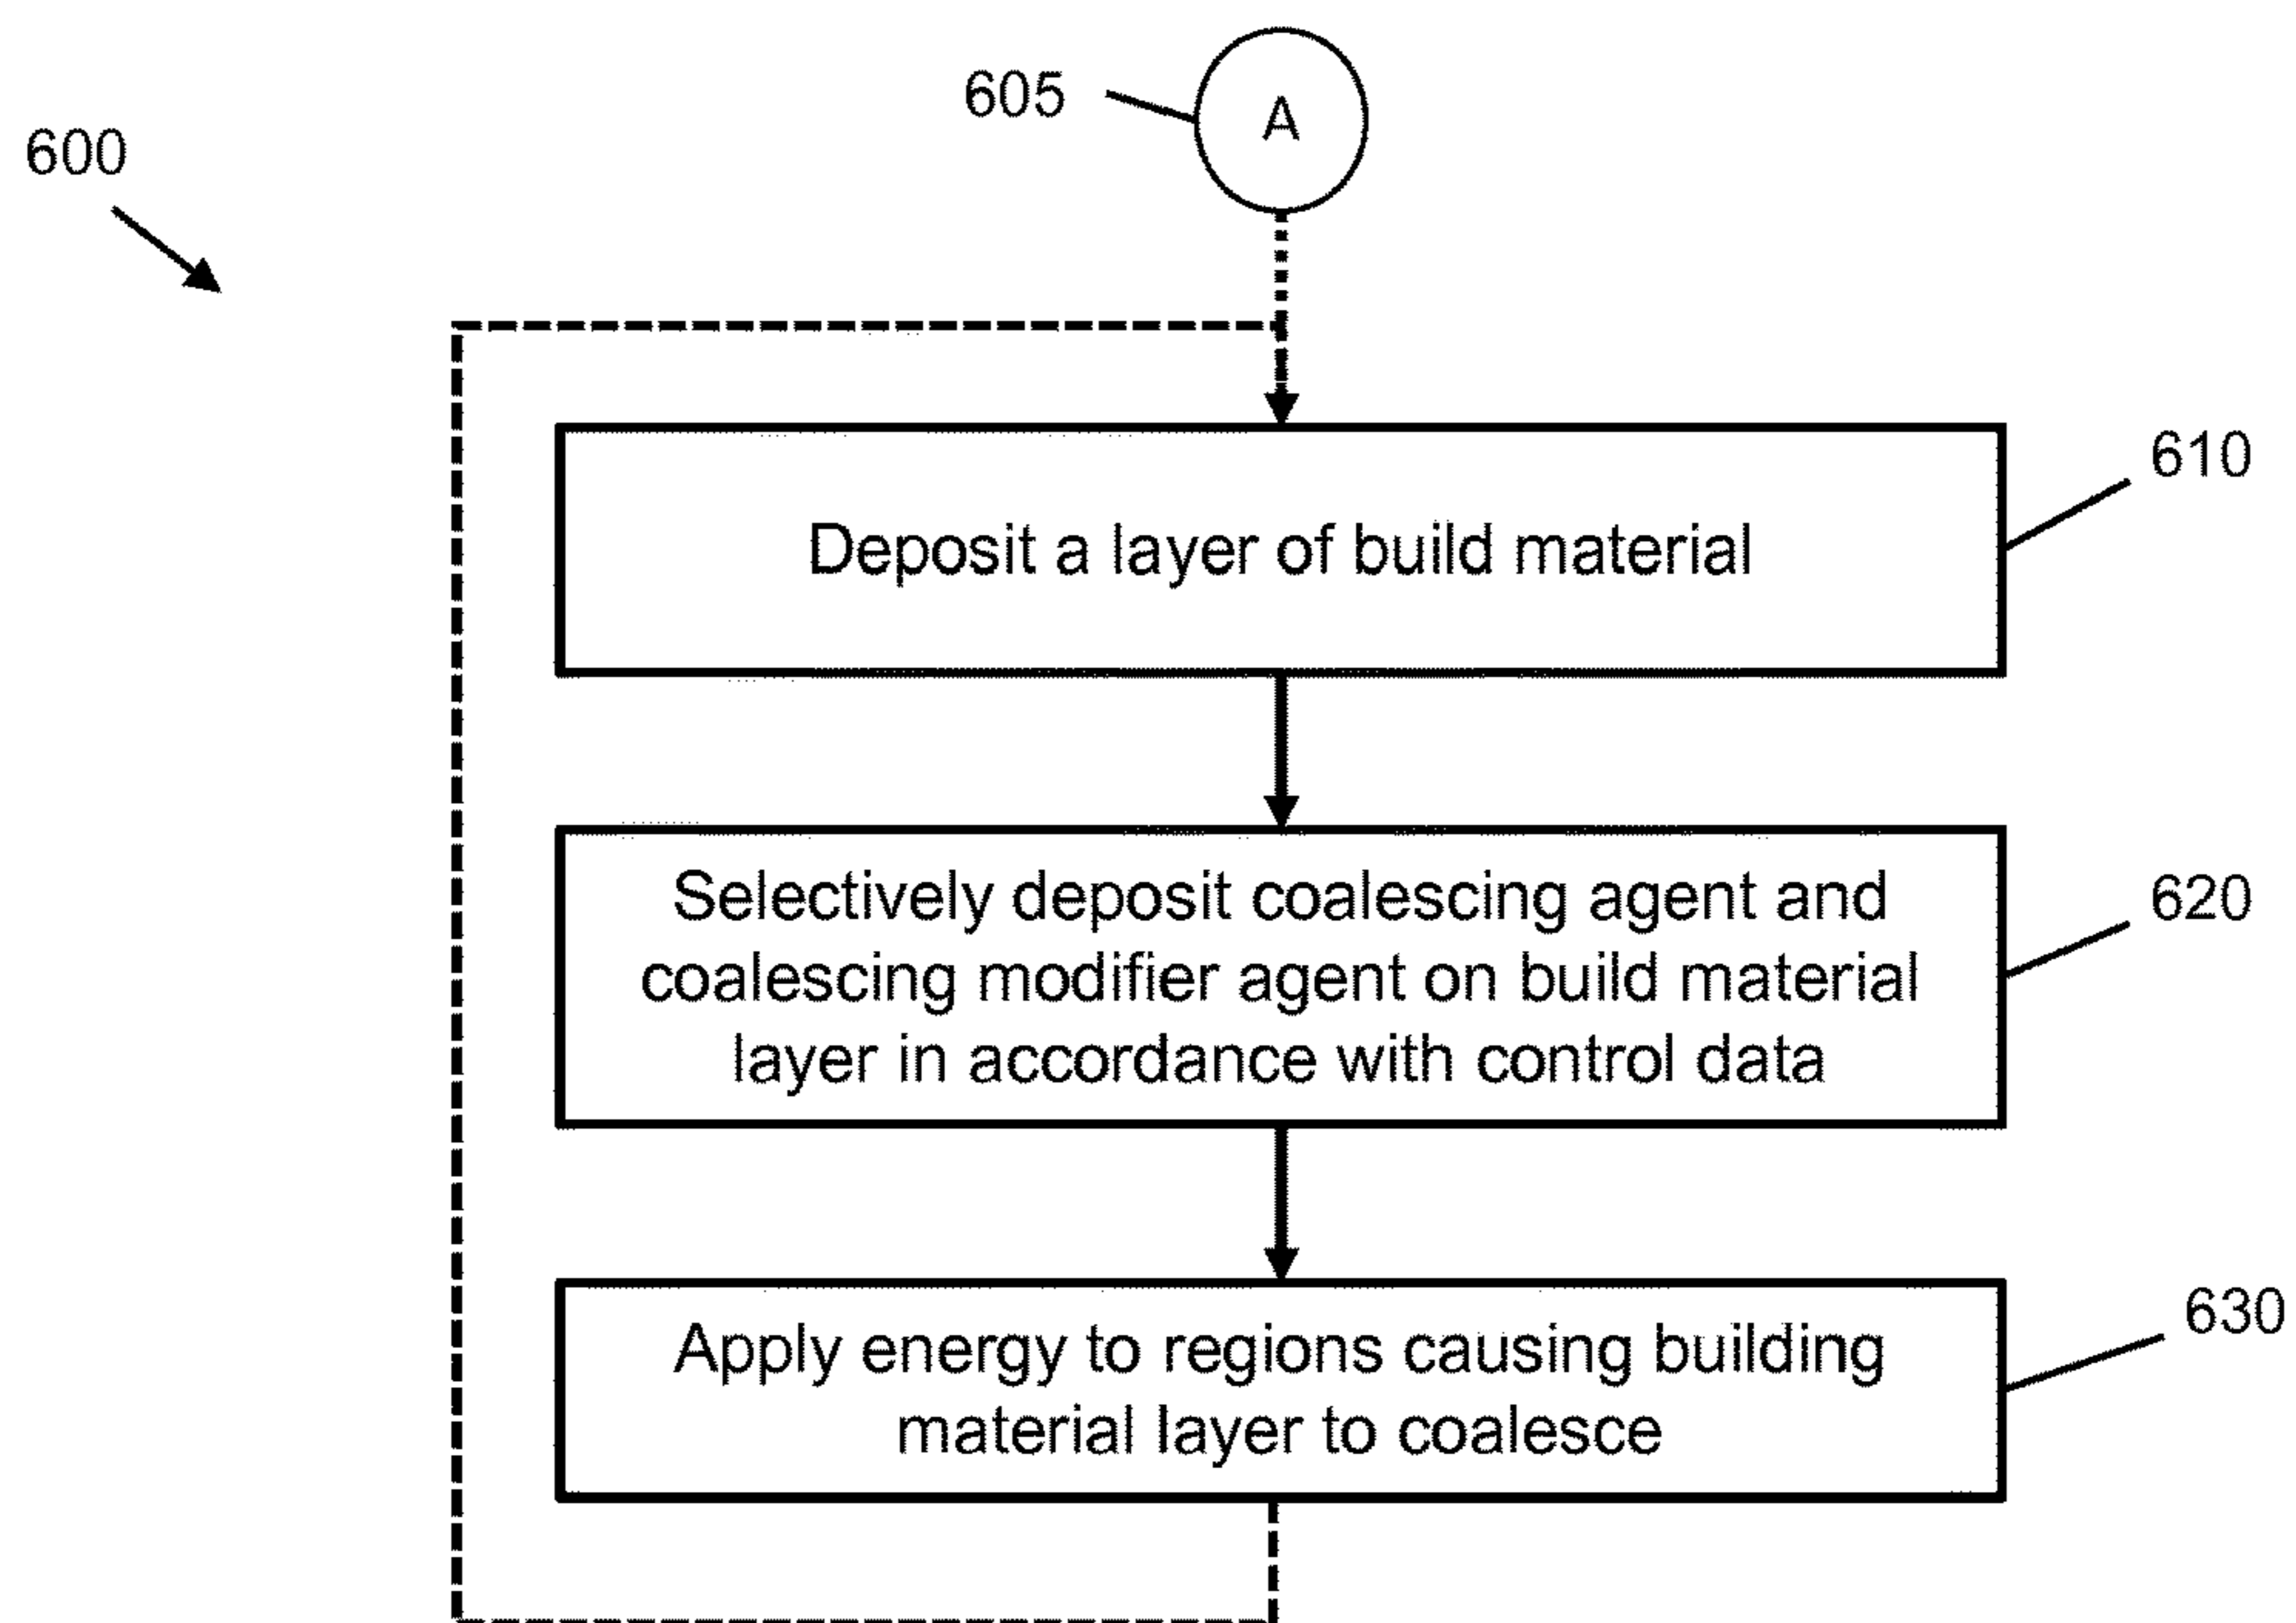 605
A
600
610
Deposit a layer of build material
620
Selectively deposit coalescing agent and
coalescing modifier agent on build material
layer in accordance with control data
630
Apply energy to regions causing building
material layer to coalesce